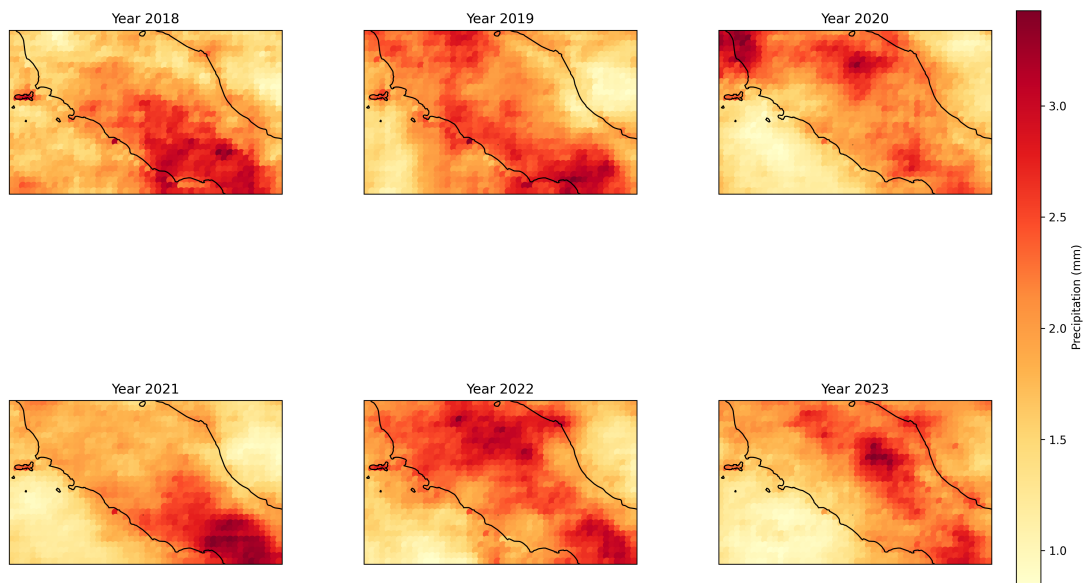 Year 2018
Year 2019
Year 2020
3.0
2.5
2.0
1.5
1.0
Precipitation (mm)
Year 2021
Year 2022
Year 2023